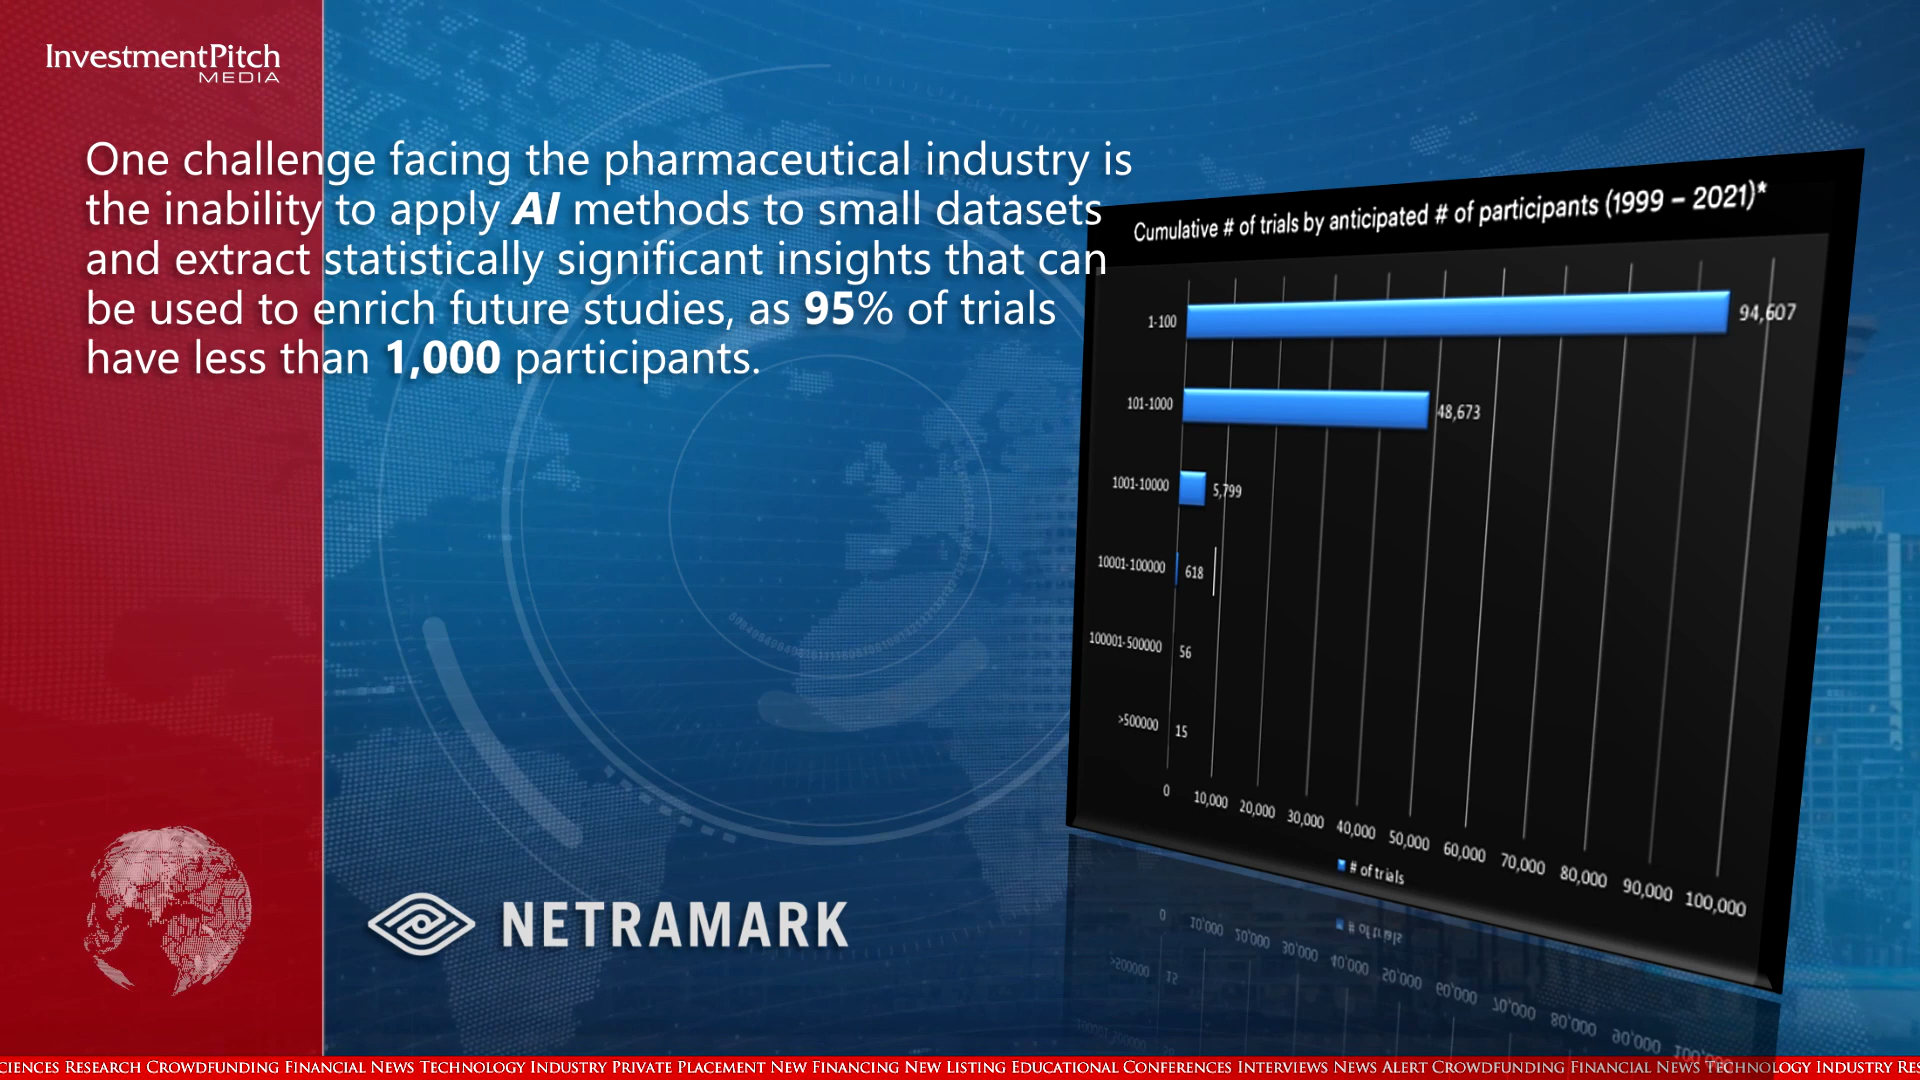 InvestmentPitch
MEDIA
One challenge facing the pharmaceutical industry is
the inability to apply AI methods to small datasets
and extract statistically significant insights that can
be used to enrich future studies, as 95% of trials
have less than 1,000 participants.
Cumulative # of trials by anticipated # of participants (1999 – 2021)*
1-100 94,607
101-1000 48,673
1001-10000 5,799
10001-100000 618
100001-500000 56
>500000 15
0 10,000 20,000 30,000 40,000 50,000 60,000 70,000 80,000 90,000 100,000
# of trials
NETRAMARK
CIENCES RESEARCH CROWDFUNDING FINANCIAL NEWS TECHNOLOGY INDUSTRY PRIVATE PLACEMENT NEW FINANCING NEW LISTING EDUCATIONAL CONFERENCES INTERVIEWS NEWS ALERT CROWDFUNDING FINANCIAL NEWS TECHNOLOGY INDUSTRY RES